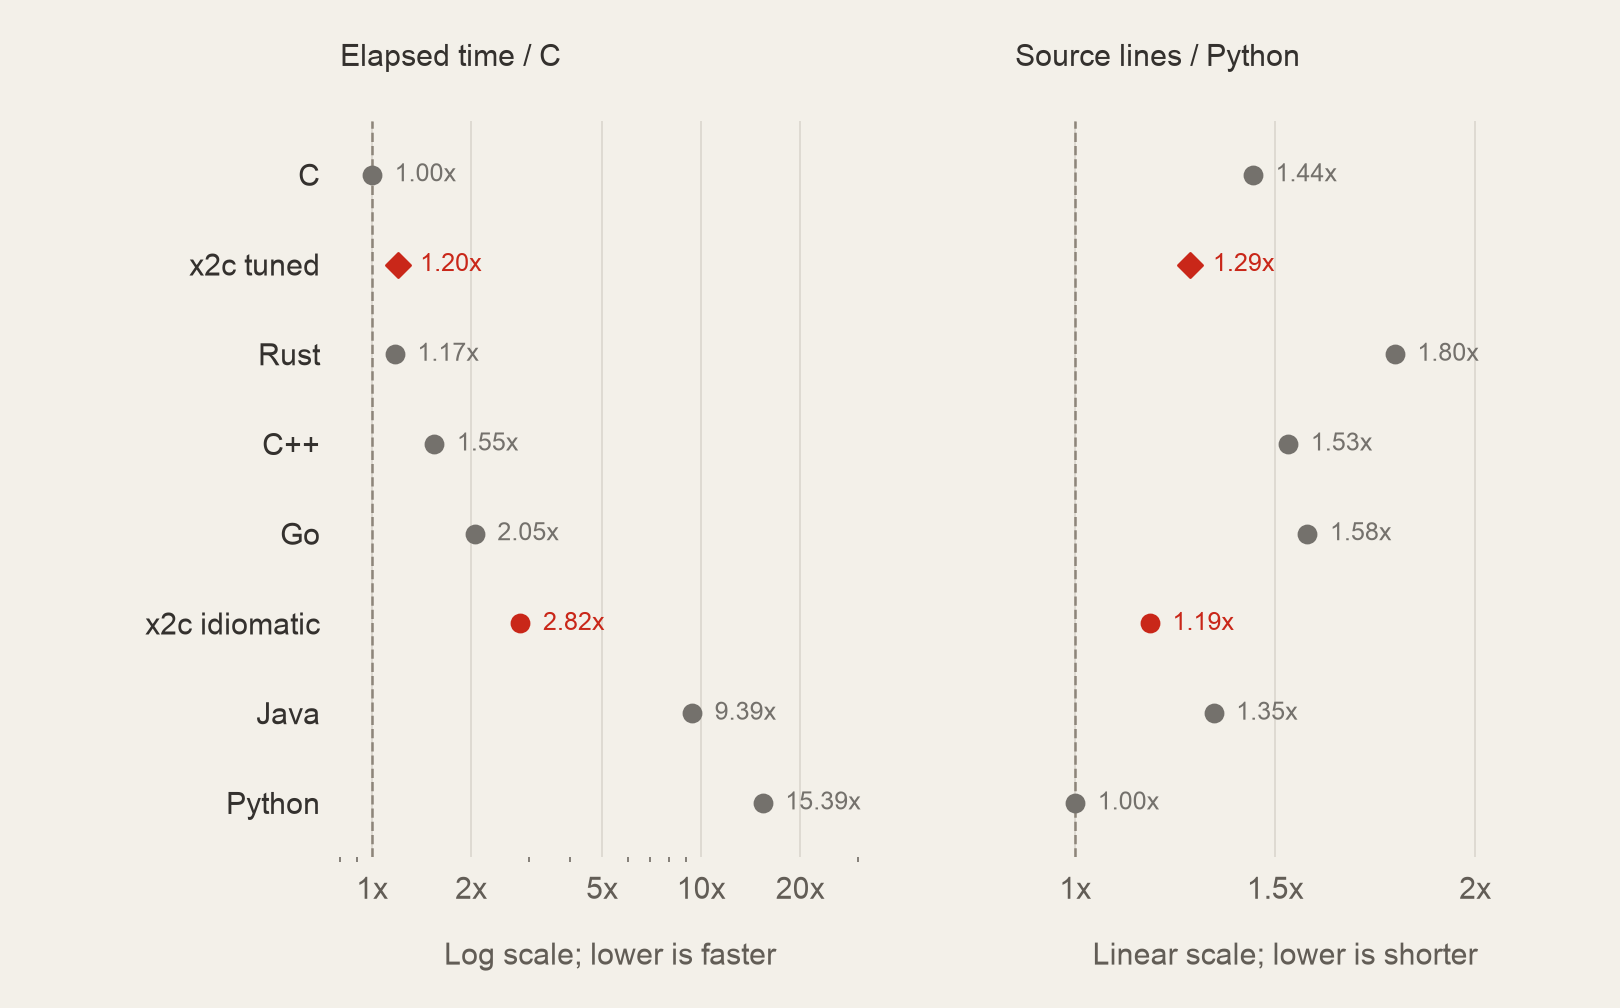 Elapsed time / C
Source lines / Python
C 1.00x 1.44x
x2c tuned 1.20x 1.29x
Rust 1.17x 1.80x
C++ 1.55x 1.53x
Go 2.05x 1.58x
x2c idiomatic 2.82x 1.19x
Java 9.39x 1.35x
Python 15.39x 1.00x
1x 2x 5x 10x 20x
1x 1.5x 2x
Log scale; lower is faster
Linear scale; lower is shorter